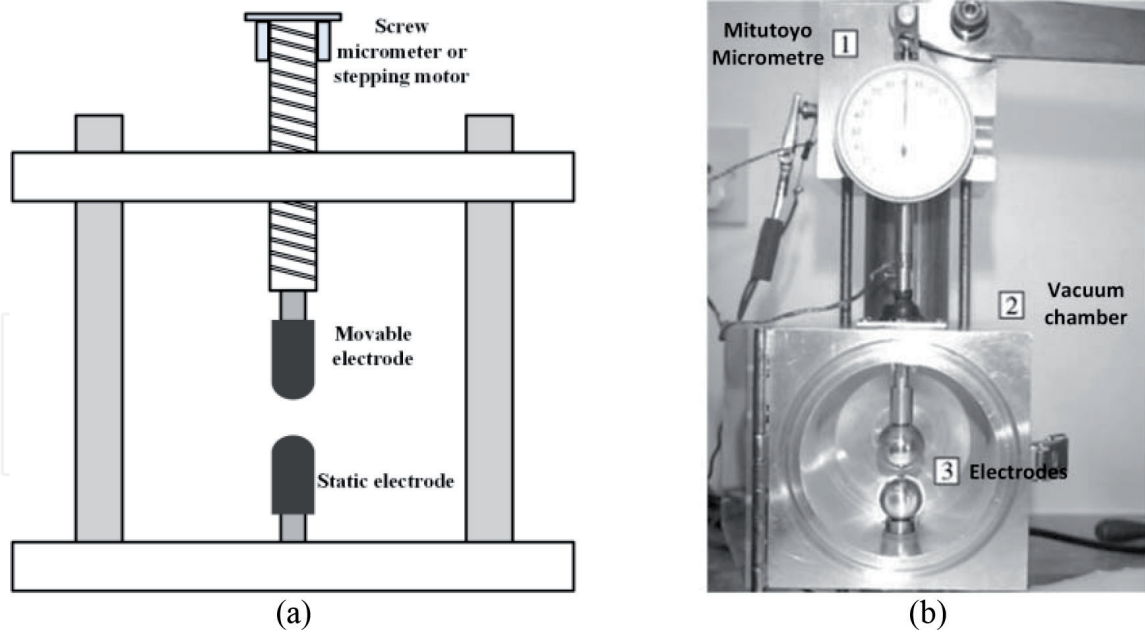 Screw
micrometer or
stepping motor
Movable
electrode
Static electrode
(a)
Mitutoyo
Micrometre
1
2
Vacuum
chamber
3
Electrodes
(b)